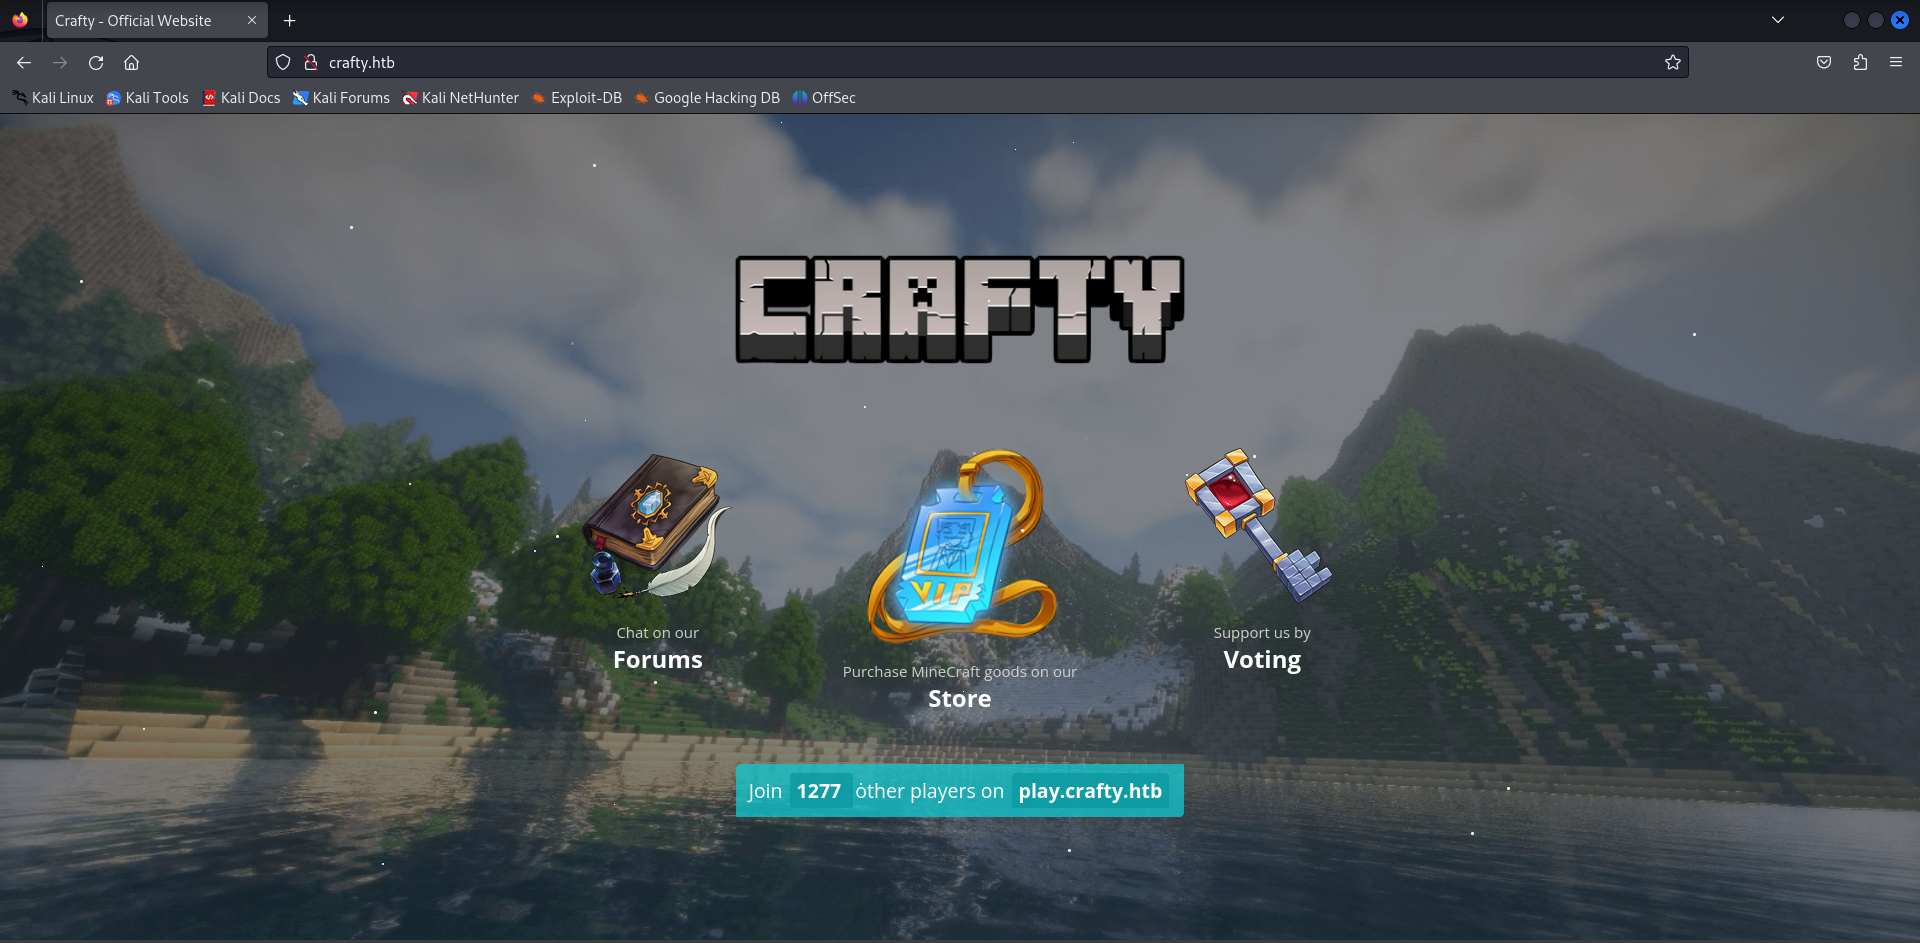 Crafty - Official Website
crafty.htb
Kali Linux Kali Tools Kali Docs Kali Forums Kali NetHunter Exploit-DB Google Hacking DB OffSec
CRAFTY
VIP
Chat on our
Forums
Purchase MineCraft goods on our
Store
Support us by
Voting
Join 1277 other players on play.crafty.htb